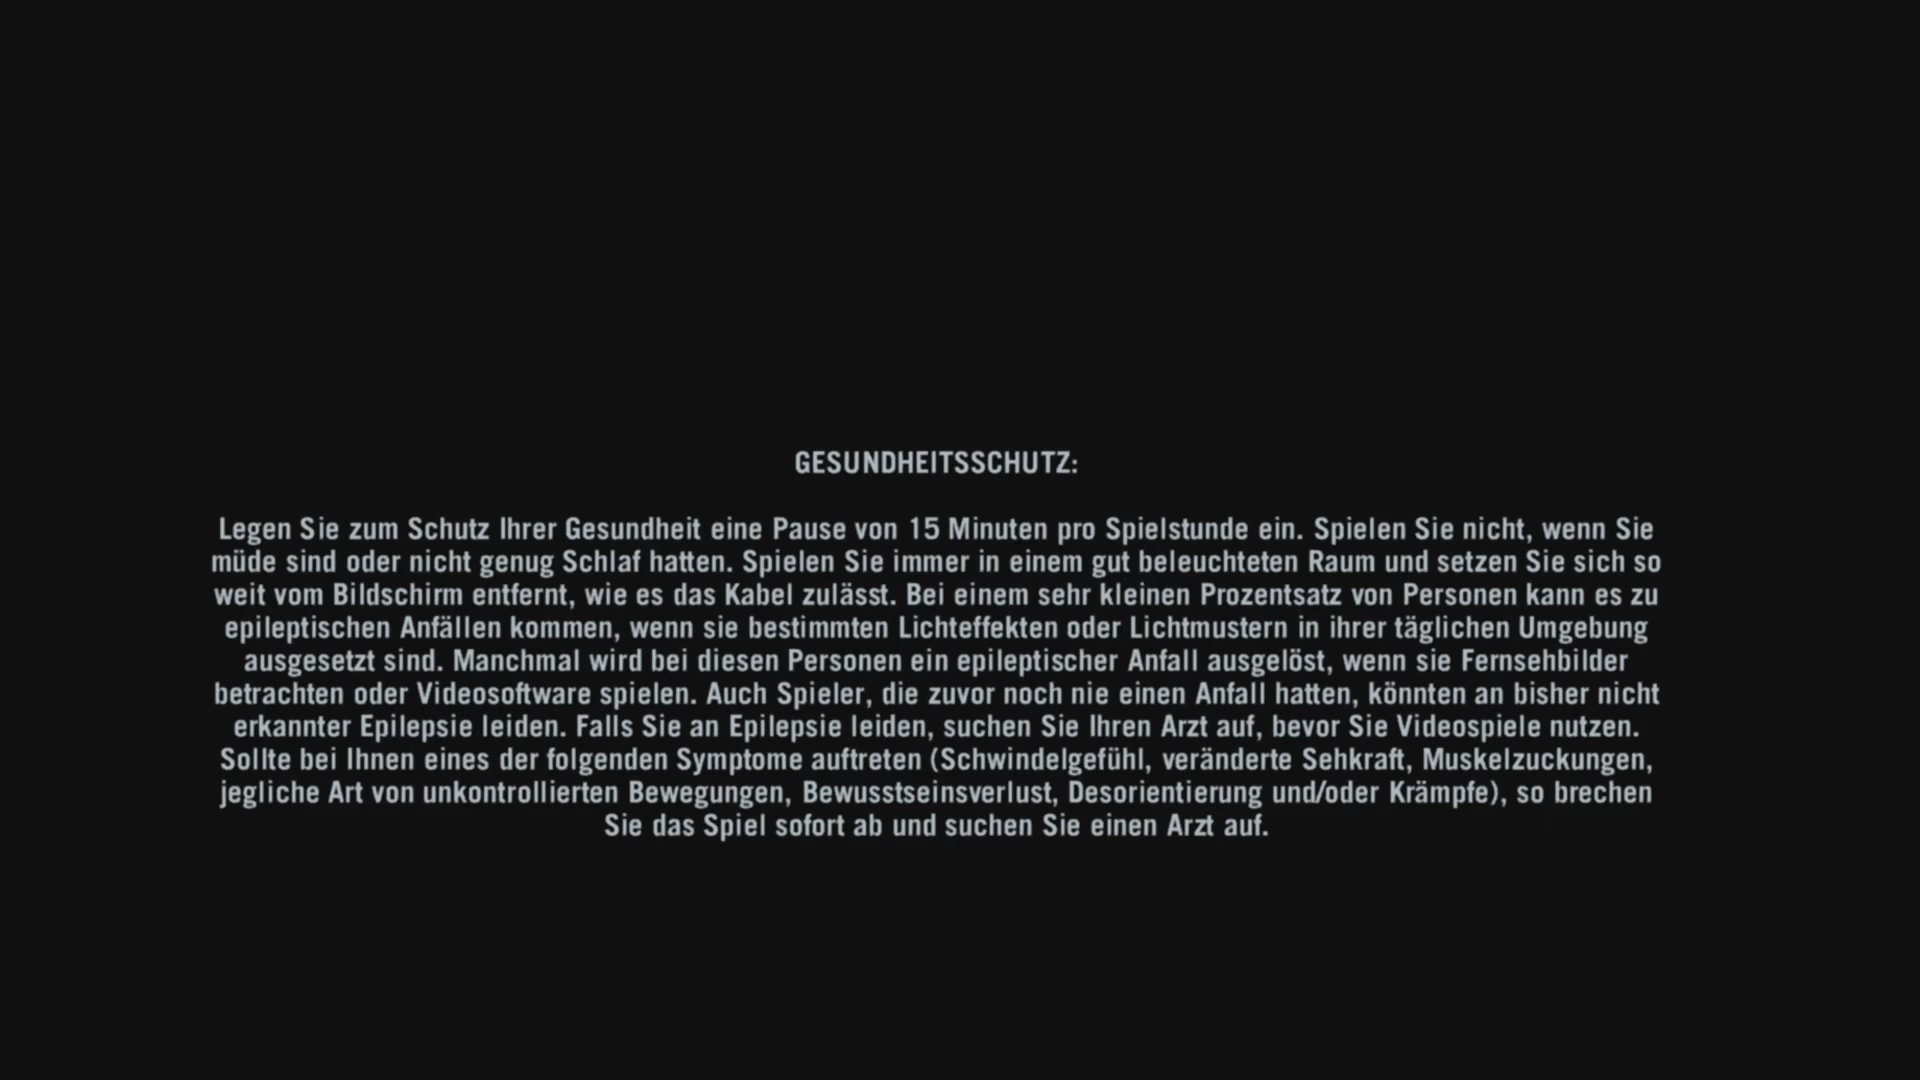 GESUNDHEITSSCHUTZ:
Legen Sie zum Schutz Ihrer Gesundheit eine Pause von 15 Minuten pro Spielstunde ein. Spielen Sie nicht, wenn Sie
müde sind oder nicht genug Schlaf hatten. Spielen Sie immer in einem gut beleuchteten Raum und setzen Sie sich so
weit vom Bildschirm entfernt, wie es das Kabel zulässt. Bei einem sehr kleinen Prozentsatz von Personen kann es zu
epileptischen Anfällen kommen, wenn sie bestimmten Lichteffekten oder Lichtmustern in ihrer täglichen Umgebung
ausgesetzt sind. Manchmal wird bei diesen Personen ein epileptischer Anfall ausgelöst, wenn sie Fernsehbilder
betrachten oder Videosoftware spielen. Auch Spieler, die zuvor noch nie einen Anfall hatten, könnten an bisher nicht
erkannter Epilepsie leiden. Falls Sie an Epilepsie leiden, suchen Sie Ihren Arzt auf, bevor Sie Videospiele nutzen.
Sollte bei Ihnen eines der folgenden Symptome auftreten (Schwindelgefühl, veränderte Sehkraft, Muskelzuckungen,
jegliche Art von unkontrollierten Bewegungen, Bewusstseinsverlust, Desorientierung und/oder Krämpfe), so brechen
Sie das Spiel sofort ab und suchen Sie einen Arzt auf.